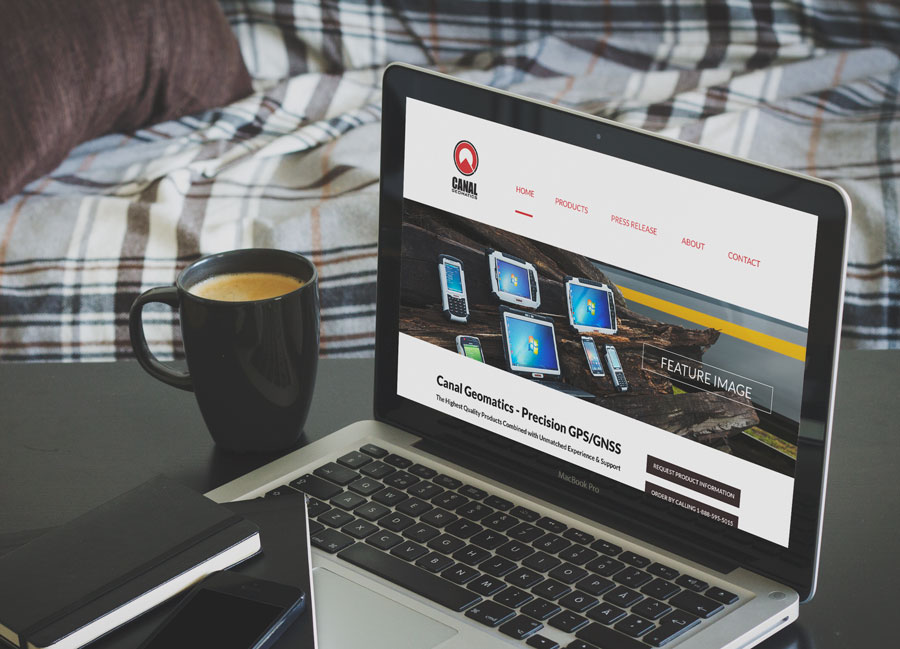 CANAL
GEOMATICS
HOME
PRODUCTS
PRESS RELEASE
ABOUT
CONTACT
FEATURE IMAGE
Canal Geomatics - Precision GPS/GNSS
The Highest Quality Products Combined with Unmatched Experience & Support
REQUEST PRODUCT INFORMATION
ORDER BY CALLING 1-888-595-5015
MacBook Pro